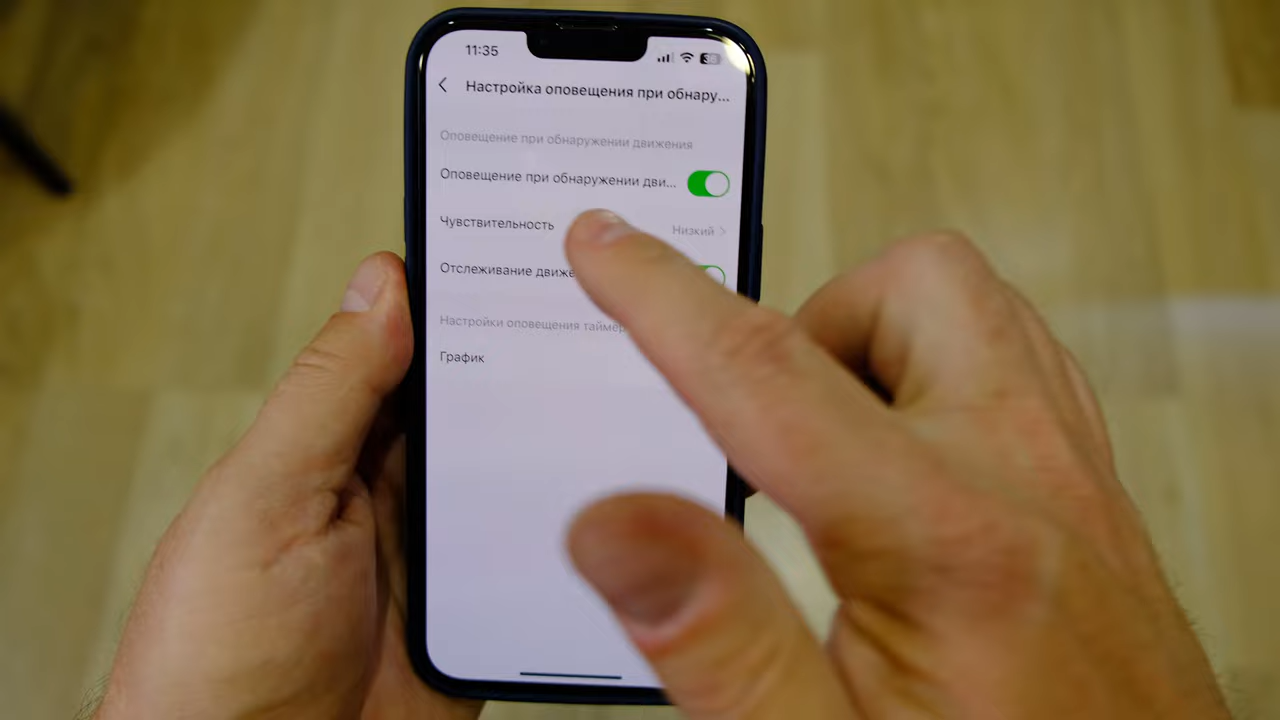 11:35
Настройка оповещения при обнару...
Оповещение при обнаружении движения
Оповещение при обнаружении дви...
Чувствительность
Низкий
Отслеживание
Настройки оповещения
График